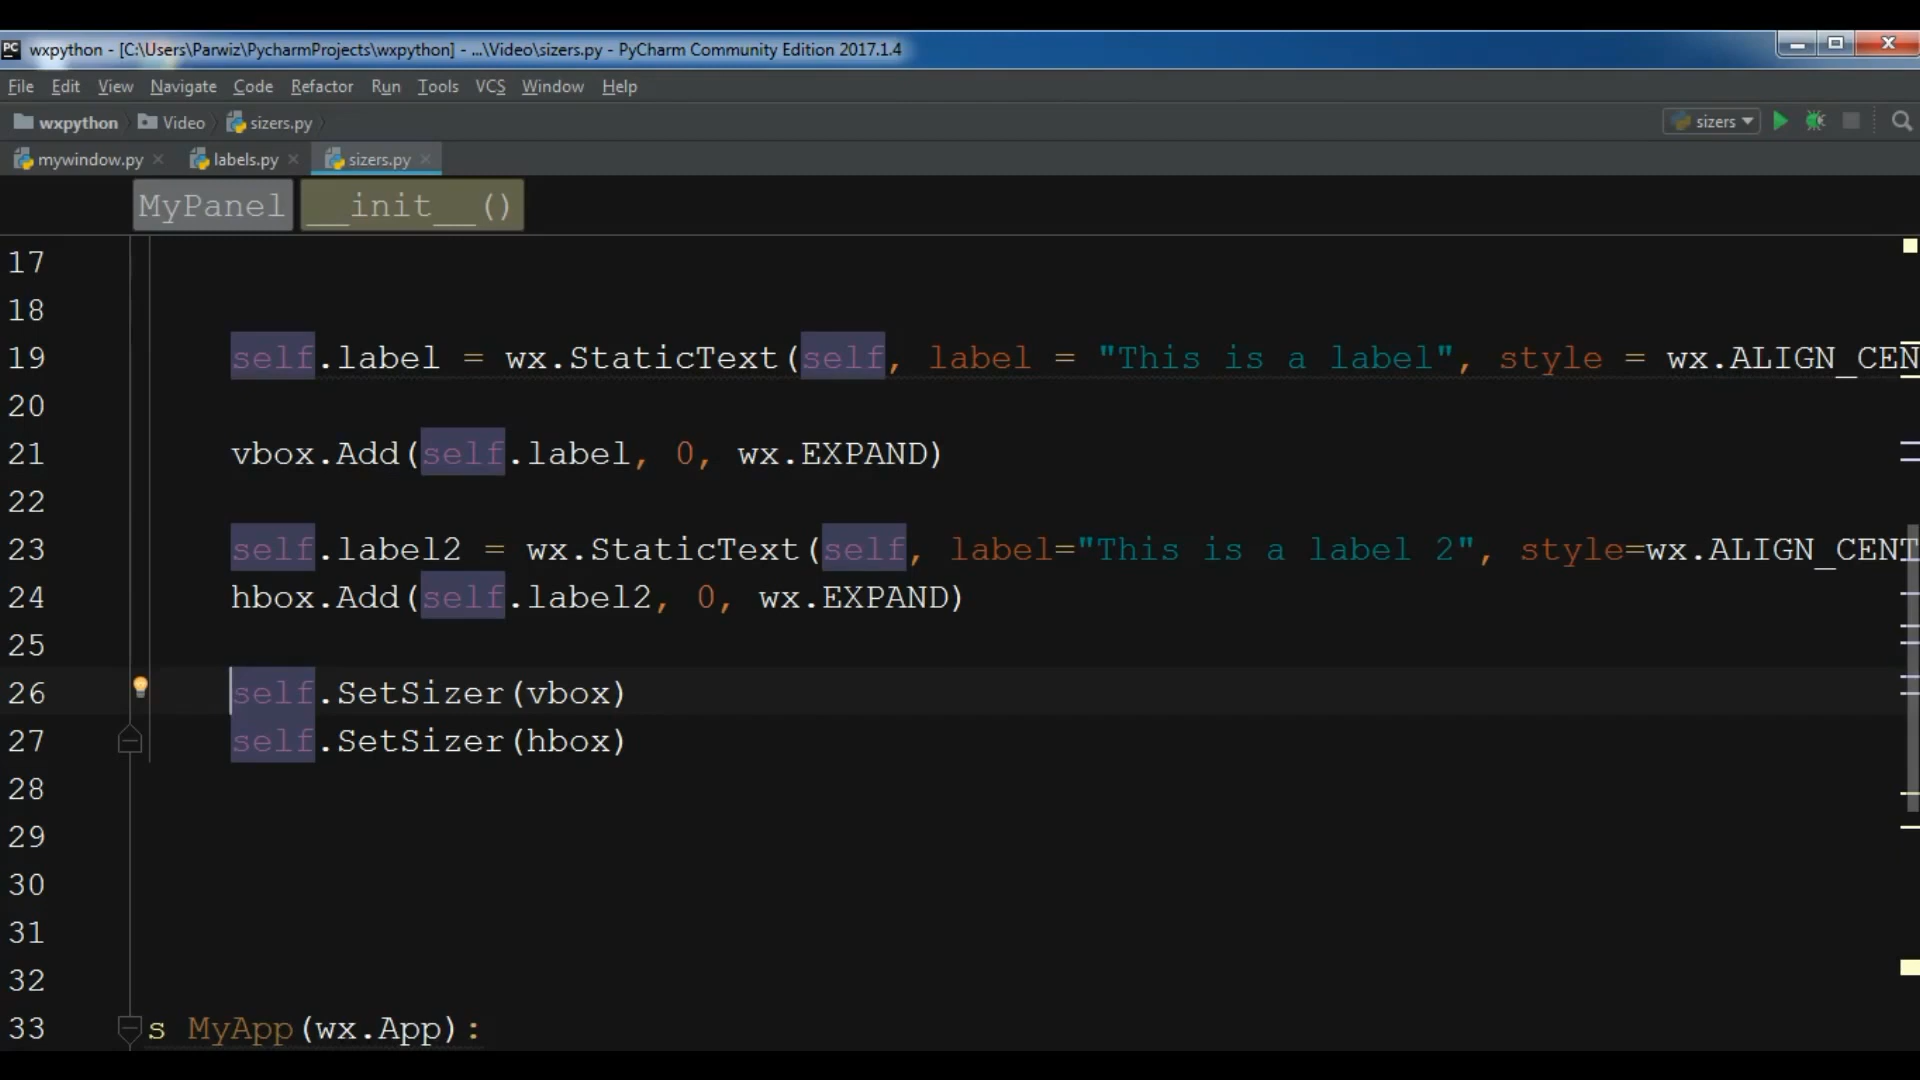 PC wxpython - [C:\Users\Parwiz\PycharmProjects\wxpython] - ...\Video\sizers.py - PyCharm Community Edition 2017.1.4
File Edit View Navigate Code Refactor Run Tools VCS Window Help
wxpython Video sizers.py sizers
mywindow.py labels.py sizers.py
MyPanel __init__()
17
18
19 self.label = wx.StaticText(self, label = "This is a label", style = wx.ALIGN_CEN
20
21 vbox.Add(self.label, 0, wx.EXPAND)
22
23 self.label2 = wx.StaticText(self, label="This is a label 2", style=wx.ALIGN_CENT
24 hbox.Add(self.label2, 0, wx.EXPAND)
25
26 self.SetSizer(vbox)
27 self.SetSizer(hbox)
28
29
30
31
32
33 s MyApp(wx.App):